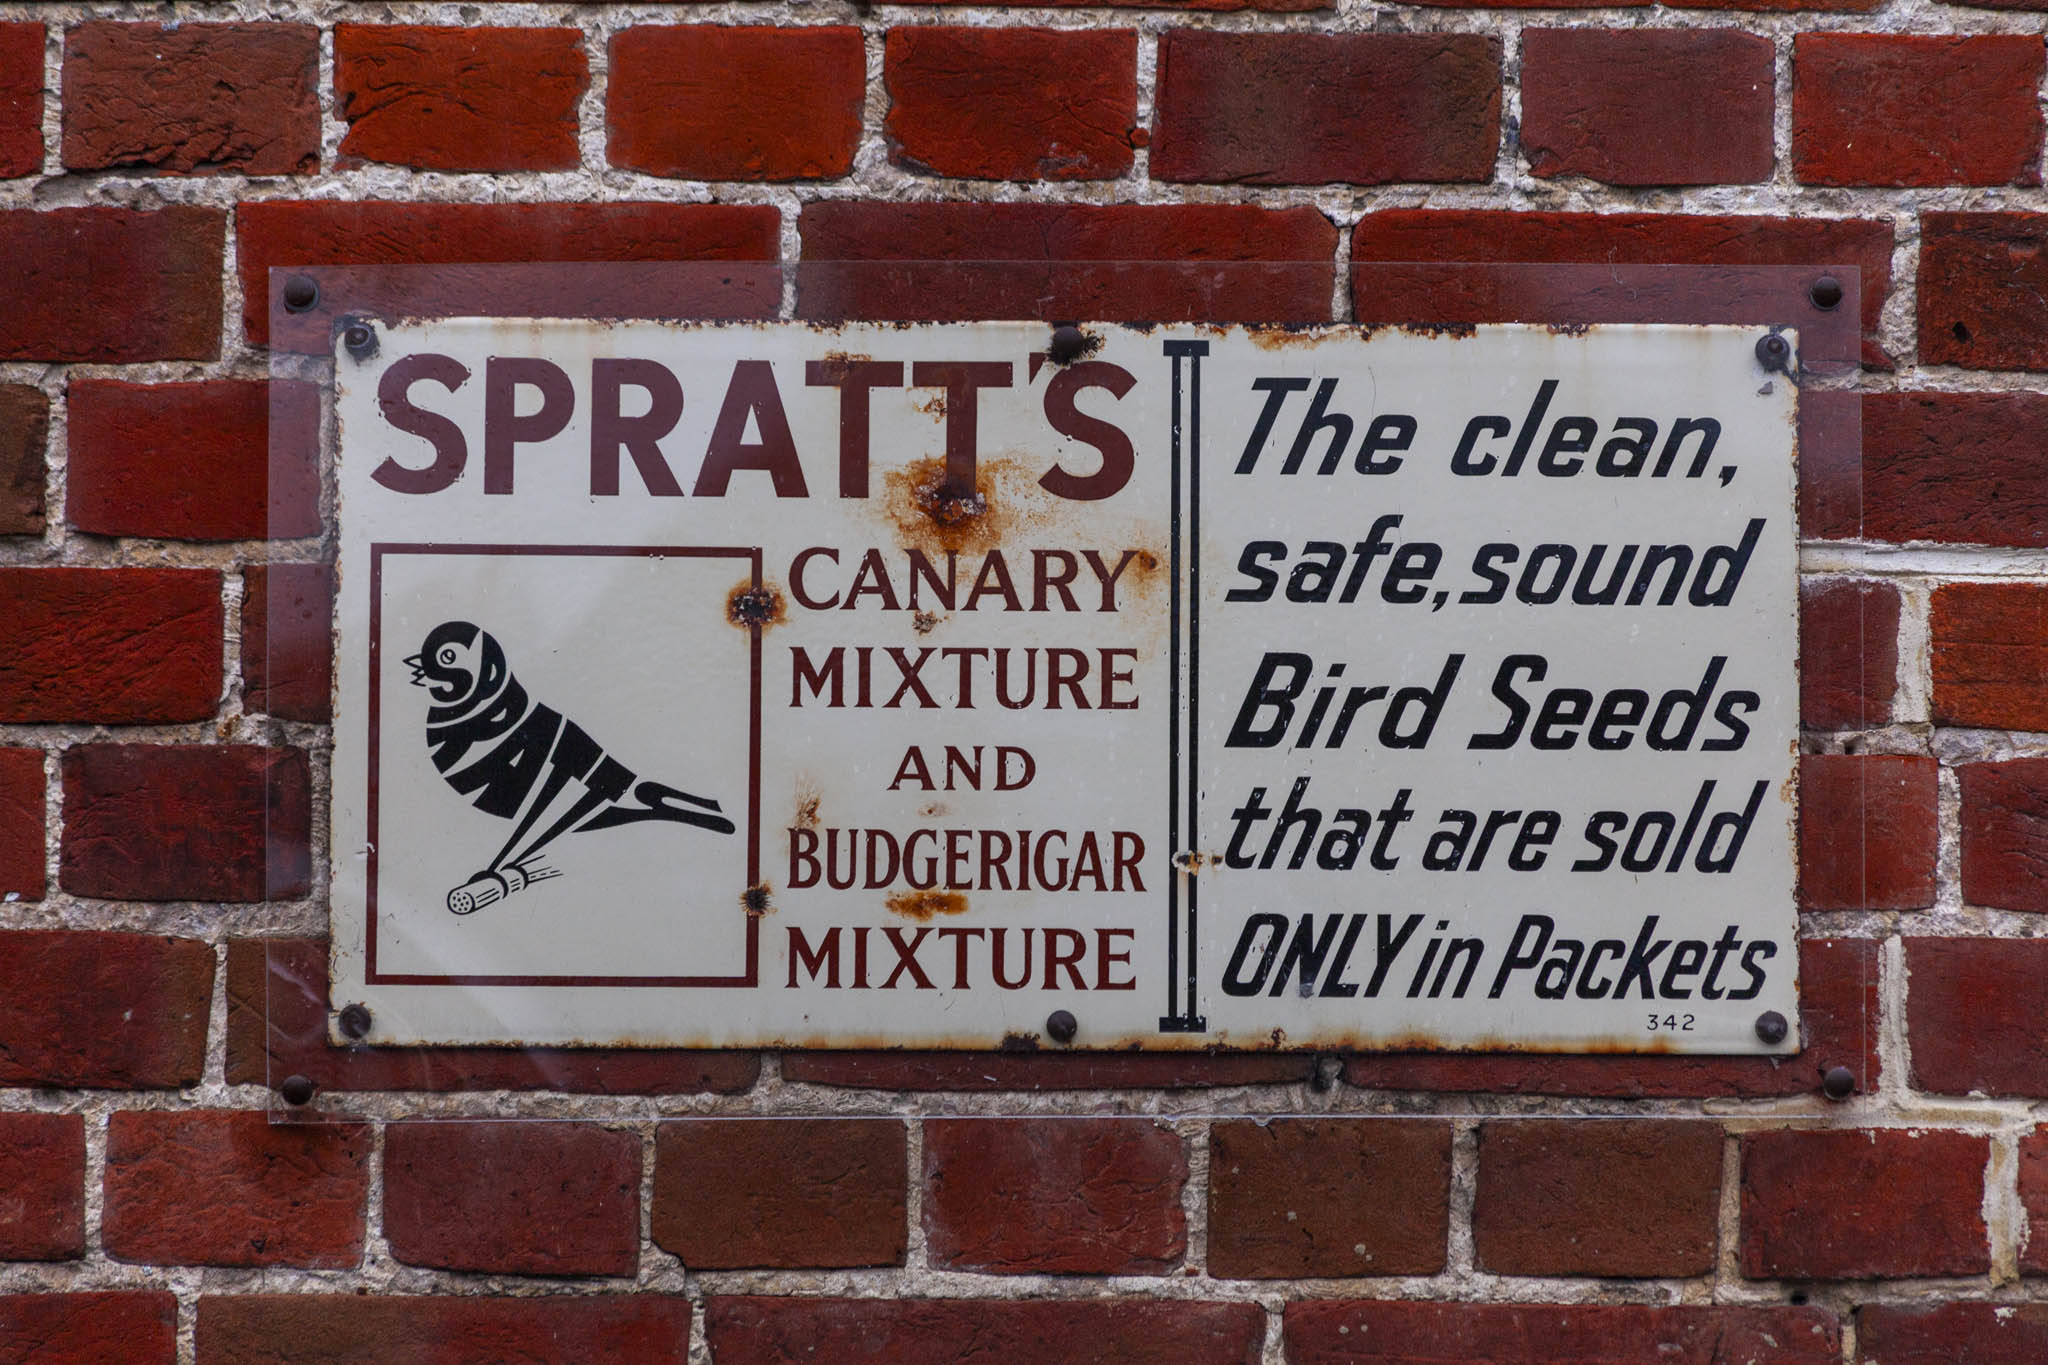 SPRATT'S
SPRATTS
CANARY
MIXTURE
AND
BUDGERIGAR
MIXTURE
The clean,
safe, sound
Bird Seeds
that are sold
ONLY in Packets
342